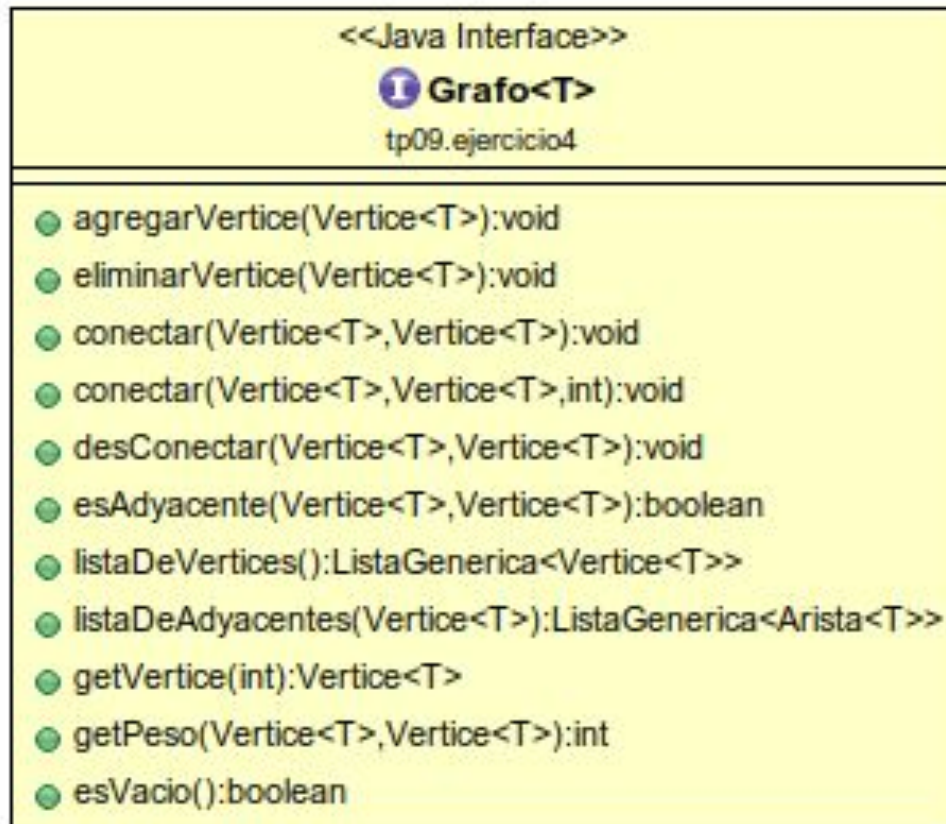 <<Java Interface>>
I Grafo<T>
tp09.ejercicio4
agregarVertice(Vertice<T>):void
eliminarVertice(Vertice<T>):void
conectar(Vertice<T>,Vertice<T>):void
conectar(Vertice<T>,Vertice<T>,int):void
desConectar(Vertice<T>,Vertice<T>):void
esAdyacente(Vertice<T>,Vertice<T>):boolean
listaDeVertices():ListaGenerica<Vertice<T>>
listaDeAdyacentes(Vertice<T>):ListaGenerica<Arista<T>>
getVertice(int):Vertice<T>
getPeso(Vertice<T>,Vertice<T>):int
esVacio():boolean